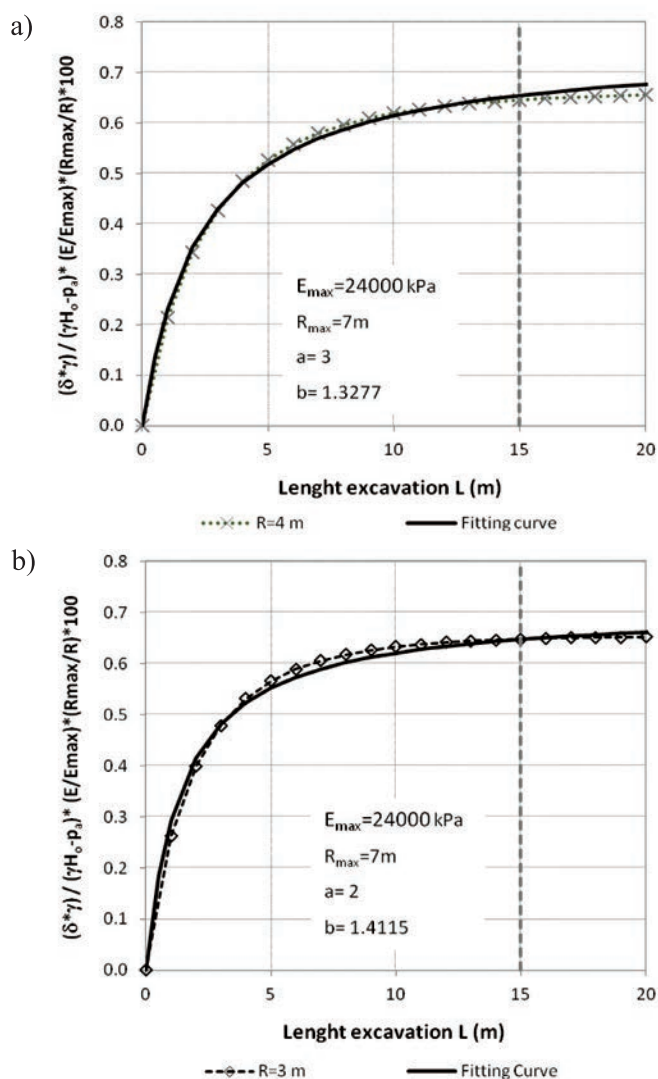 a)
(δ*γ) / (γHₒ-pₐ)* (E/Emax)*(Rmax/R)*100
0.8
0.7
0.6
0.5
0.4
0.3
0.2
0.1
0.0
Eₘₐₓ=24000 kPa
Rₘₐₓ=7m
a= 3
b= 1.3277
0 5 10 15 20
Lenght excavation L (m)
R=4 m Fitting curve
b)
(δ*γ) / (γHₒ-pₐ)* (E/Emax)*(Rmax/R)*100
0.8
0.7
0.6
0.5
0.4
0.3
0.2
0.1
0.0
Eₘₐₓ=24000 kPa
Rₘₐₓ=7m
a= 2
b= 1.4115
0 5 10 15 20
Lenght excavation L (m)
R=3 m Fitting Curve